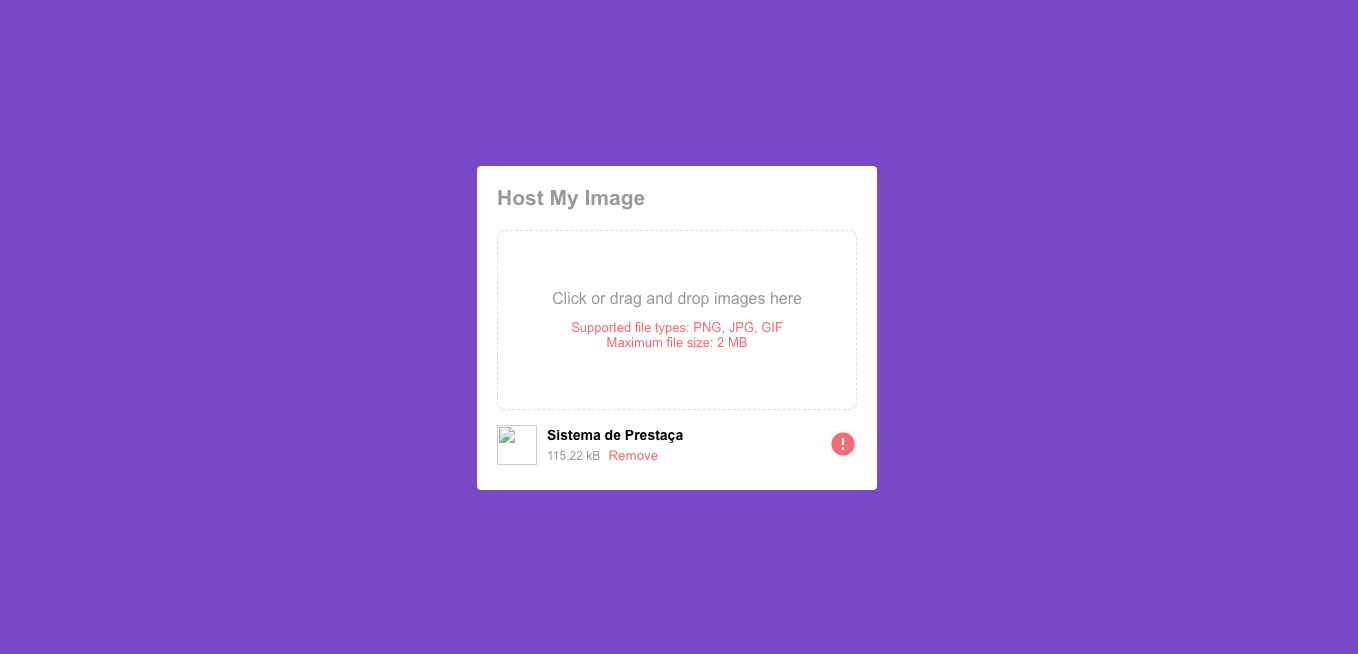 Host My Image
Click or drag and drop images here
Supported file types: PNG, JPG, GIF
Maximum file size: 2 MB
Sistema de Prestaça
115.22 kB Remove